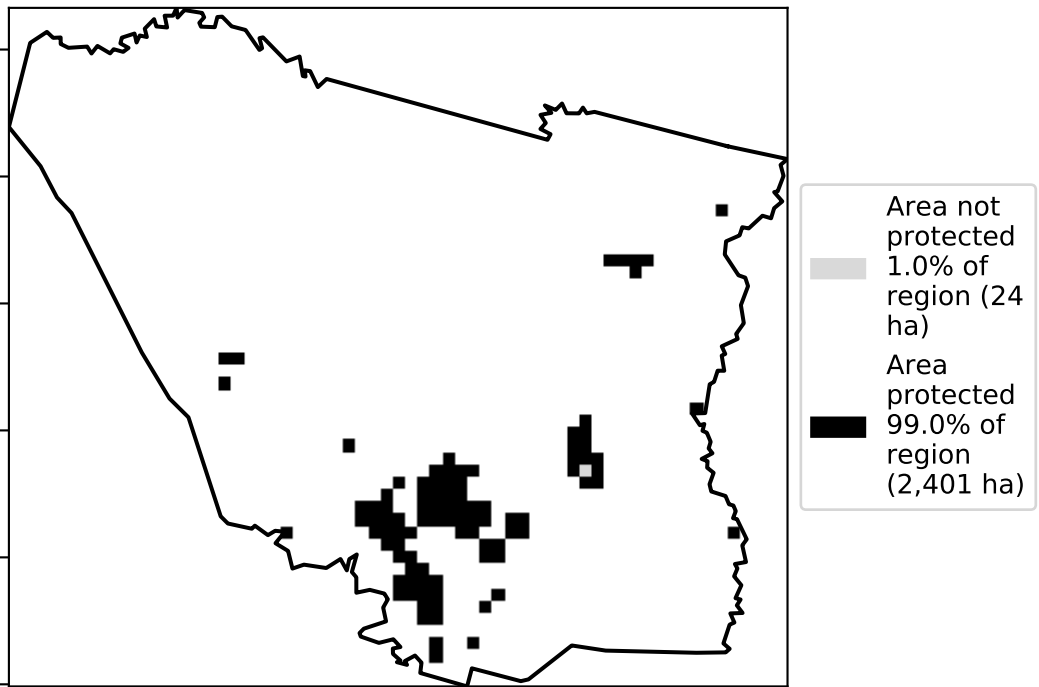 Area not
protected
1.0% of
region (24
ha)
Area
protected
99.0% of
region
(2,401 ha)